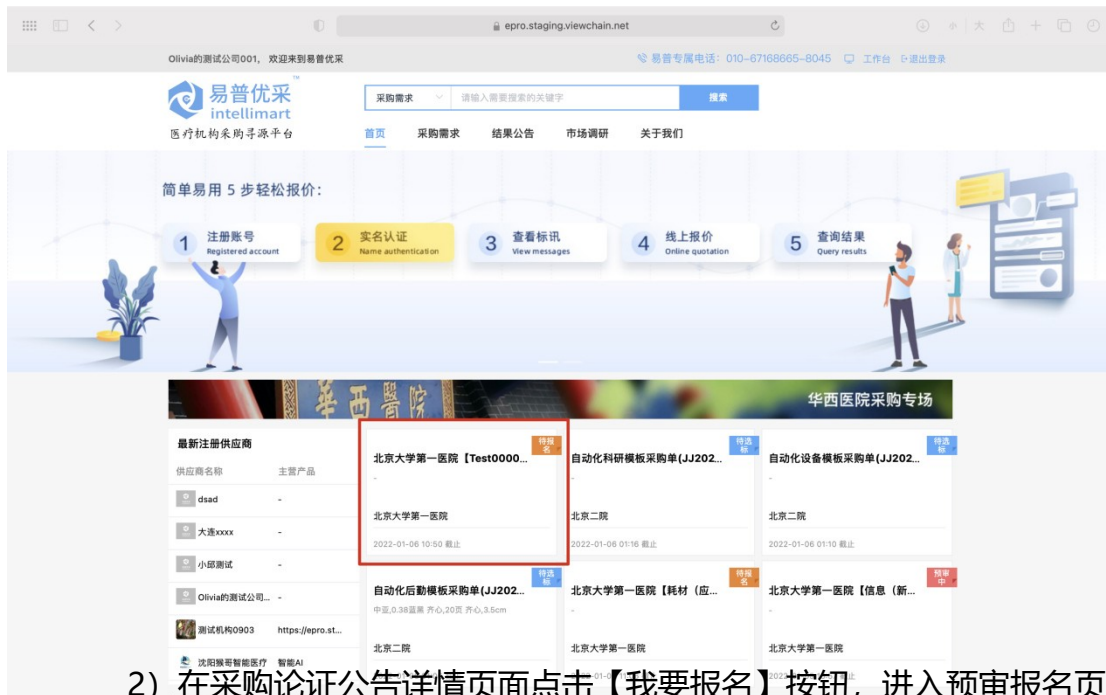 epro.staging.viewchain.net
小 | 大
Olivia的测试公司001, 欢迎来到易普优采
易普专属电话：010-67168665-8045 工作台 退出登录
易普优采™
intellimart
医疗机构采购寻源平台
采购需求 请输入需要搜索的关键字 搜索
首页 采购需求 结果公告 市场调研 关于我们
简单易用 5 步轻松报价：
1 注册账号 Registered account
2 实名认证 Name authentication
3 查看标讯 View messages
4 线上报价 Online quotation
5 查询结果 Query results
華西醫院
华西医院采购专场
最新注册供应商
供应商名称 主营产品
dsad -
大连xxxx -
小邱测试 -
Olivia的测试公司... -
测试机构0903 https://epro.st...
沈阳猴哥智能医疗 智能AI
待报名
北京大学第一医院【Test0000...
-
北京大学第一医院
2022-01-06 10:50 截止
待选标
自动化科研模板采购单(JJ202...
-
北京二院
2022-01-06 01:16 截止
待选标
自动化设备模板采购单(JJ202...
-
北京二院
2022-01-06 01:10 截止
待选标
自动化后勤模板采购单(JJ202...
中亚,0.38蓝黑 齐心,20页 齐心,3.5cm
北京二院
待报名
北京大学第一医院【耗材（应...
-
北京大学第一医院
预审中
北京大学第一医院【信息（新...
-
北京大学第一医院
2）在采购论证公告详情页面点击【我要报名】按钮，进入预审报名页